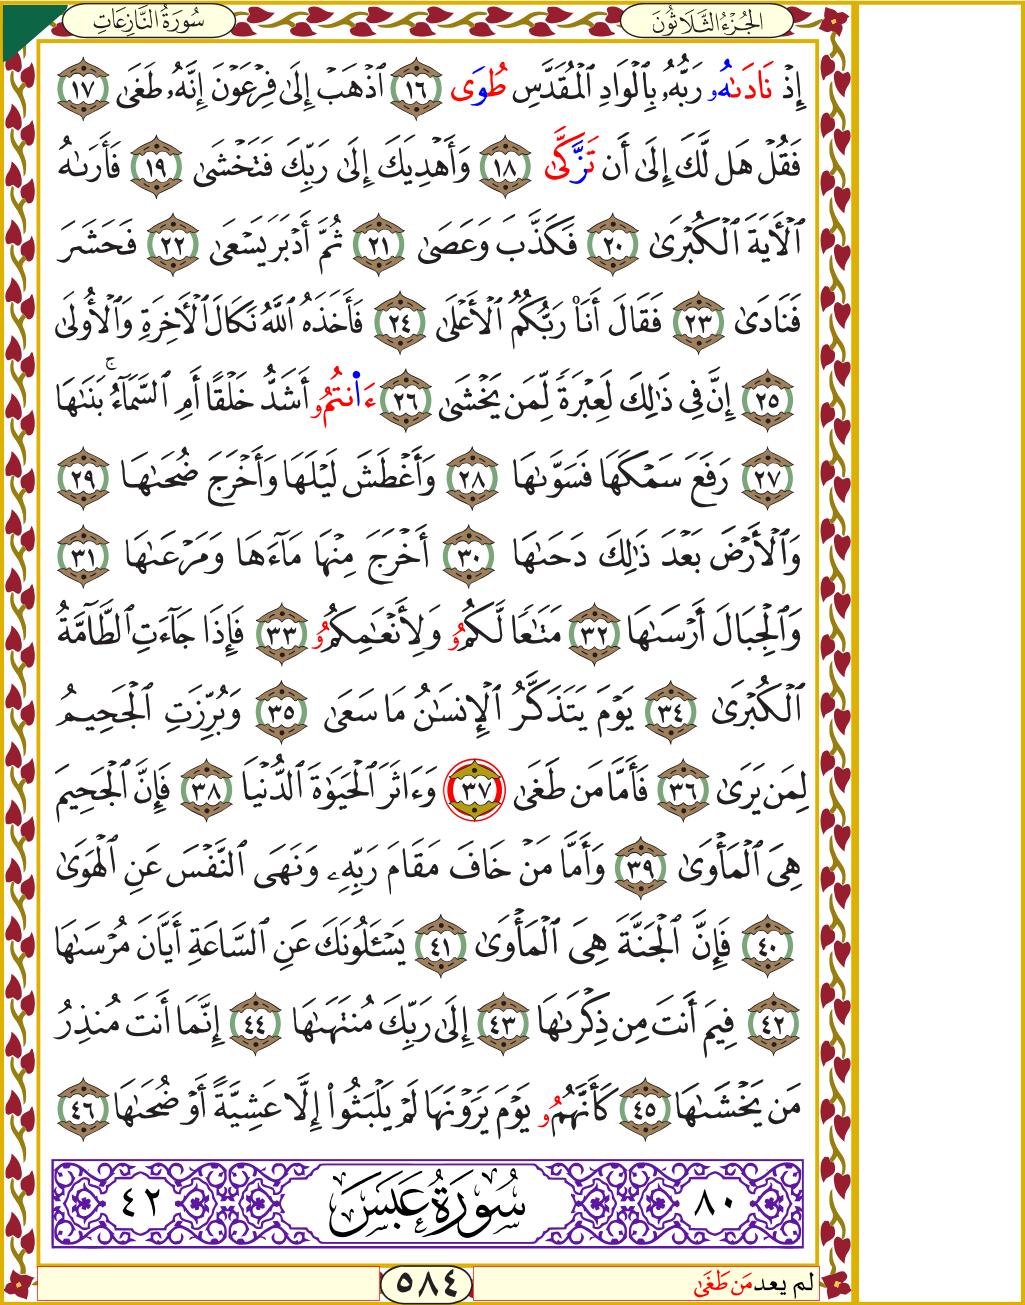 سُورَةُ النَّازِعَاتِ
الجُزْءُ الثَّلَاثُونَ
إِذْ نَادَىٰهُۥ رَبُّهُۥ بِٱلْوَادِ ٱلْمُقَدَّسِ طُوَى ١٦ ٱذْهَبْ إِلَىٰ فِرْعَوْنَ إِنَّهُۥ طَغَىٰ ١٧
فَقُلْ هَل لَّكَ إِلَىٰ أَن تَزَّكَّىٰ ١٨ وَأَهْدِيَكَ إِلَىٰ رَبِّكَ فَتَخْشَىٰ ١٩ فَأَرَىٰهُ
ٱلْأَيَةَ ٱلْكُبْرَىٰ ٢٠ فَكَذَّبَ وَعَصَىٰ ٢١ ثُمَّ أَدْبَرَ يَسْعَىٰ ٢٢ فَحَشَرَ
فَنَادَىٰ ٢٣ فَقَالَ أَنَا۠ رَبُّكُمُ ٱلْأَعْلَىٰ ٢٤ فَأَخَذَهُ ٱللَّهُ نَكَالَ ٱلْأَخِرَةِ وَٱلْأُولَىٰ
٢٥ إِنَّ فِى ذَٰلِكَ لَعِبْرَةً لِّمَن يَخْشَىٰ ٢٦ ءَا۬نتُمُۥ أَشَدُّ خَلْقًا أَمِ ٱلسَّمَآءُ ۚ بَنَىٰهَا
٢٧ رَفَعَ سَمْكَهَا فَسَوَّىٰهَا ٢٨ وَأَغْطَشَ لَيْلَهَا وَأَخْرَجَ ضُحَىٰهَا ٢٩
وَٱلْأَرْضَ بَعْدَ ذَٰلِكَ دَحَىٰهَا ٣٠ أَخْرَجَ مِنْهَا مَآءَهَا وَمَرْعَىٰهَا ٣١
وَٱلْجِبَالَ أَرْسَىٰهَا ٣٢ مَتَٰعًا لَّكُمُۥ وَلِأَنْعَٰمِكُمُۥ ٣٣ فَإِذَا جَآءَتِ ٱلطَّآمَّةُ
ٱلْكُبْرَىٰ ٣٤ يَوْمَ يَتَذَكَّرُ ٱلْإِنسَٰنُ مَا سَعَىٰ ٣٥ وَبُرِّزَتِ ٱلْجَحِيمُ
لِمَن يَرَىٰ ٣٦ فَأَمَّا مَن طَغَىٰ ٣٧ وَءَاثَرَ ٱلْحَيَوٰةَ ٱلدُّنْيَا ٣٨ فَإِنَّ ٱلْجَحِيمَ
هِىَ ٱلْمَأْوَىٰ ٣٩ وَأَمَّا مَنْ خَافَ مَقَامَ رَبِّهِۦ وَنَهَى ٱلنَّفْسَ عَنِ ٱلْهَوَىٰ
٤٠ فَإِنَّ ٱلْجَنَّةَ هِىَ ٱلْمَأْوَىٰ ٤١ يَسْـَٔلُونَكَ عَنِ ٱلسَّاعَةِ أَيَّانَ مُرْسَىٰهَا
٤٢ فِيمَ أَنتَ مِن ذِكْرَىٰهَا ٤٣ إِلَىٰ رَبِّكَ مُنتَهَىٰهَا ٤٤ إِنَّمَا أَنتَ مُنذِرُ
مَن يَخْشَىٰهَا ٤٥ كَأَنَّهُمُۥ يَوْمَ يَرَوْنَهَا لَمْ يَلْبَثُوا۟ إِلَّا عَشِيَّةً أَوْ ضُحَىٰهَا ٤٦
٨٠ سُورَةُ عَبَسَ ٤٢
لم يعد مَن طَغَىٰ
٥٨٤